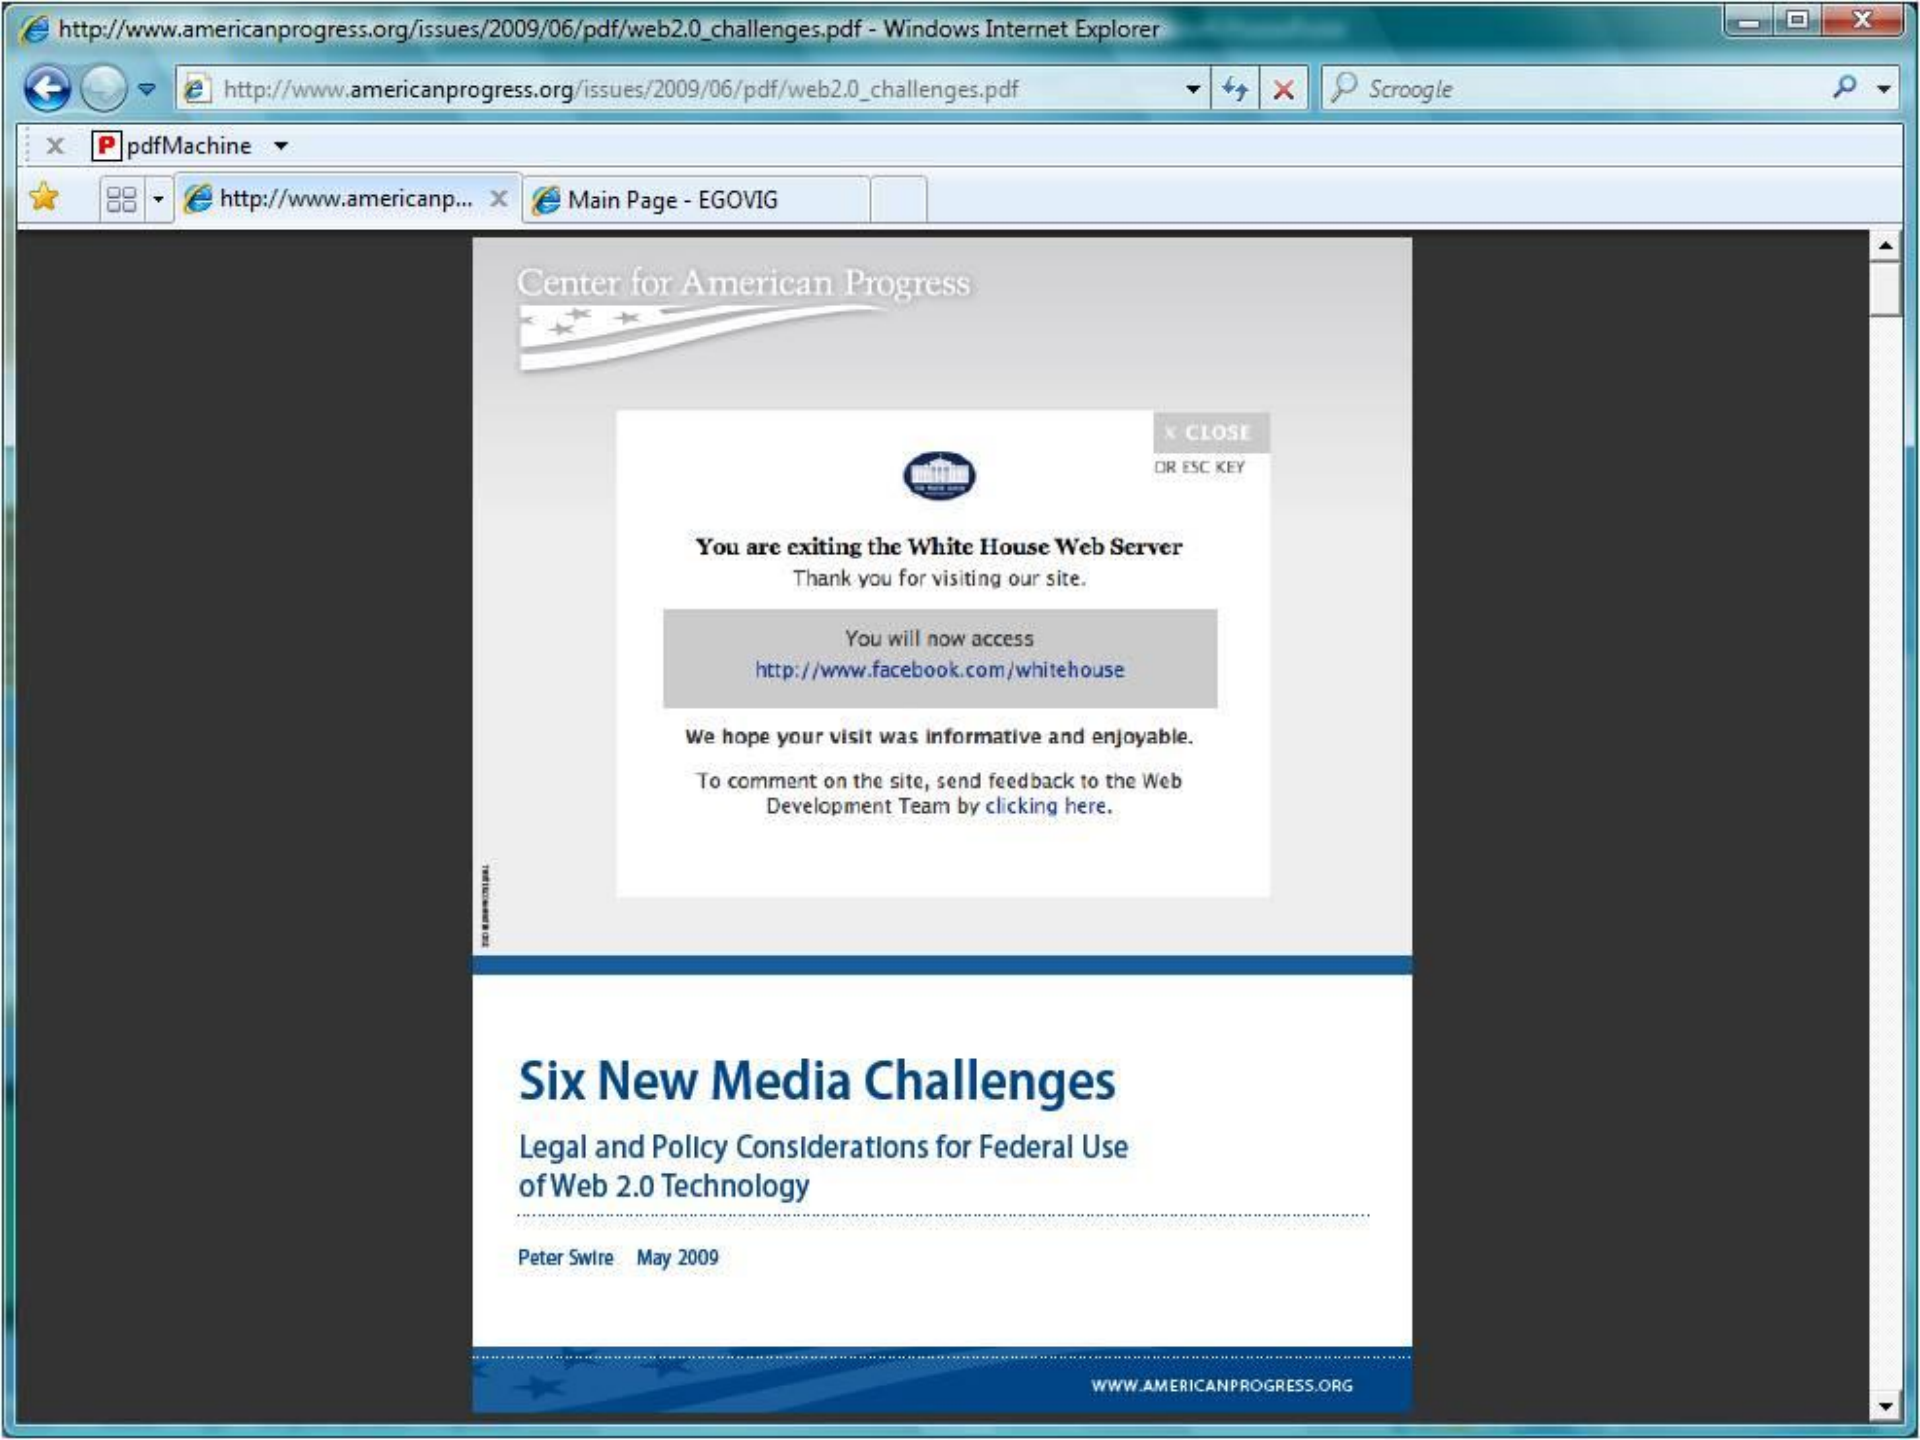 http://www.americanprogress.org/issues/2009/06/pdf/web2.0_challenges.pdf - Windows Internet Explorer
http://www.americanprogress.org/issues/2009/06/pdf/web2.0_challenges.pdf
Scroogle
pdfMachine
http://www.americanp...
Main Page - EGOVIG
Center for American Progress
X CLOSE
OR ESC KEY
You are exiting the White House Web Server
Thank you for visiting our site.
You will now access
http://www.facebook.com/whitehouse
We hope your visit was informative and enjoyable.
To comment on the site, send feedback to the Web
Development Team by clicking here.
Six New Media Challenges
Legal and Policy Considerations for Federal Use
of Web 2.0 Technology
Peter Swire May 2009
WWW.AMERICANPROGRESS.ORG